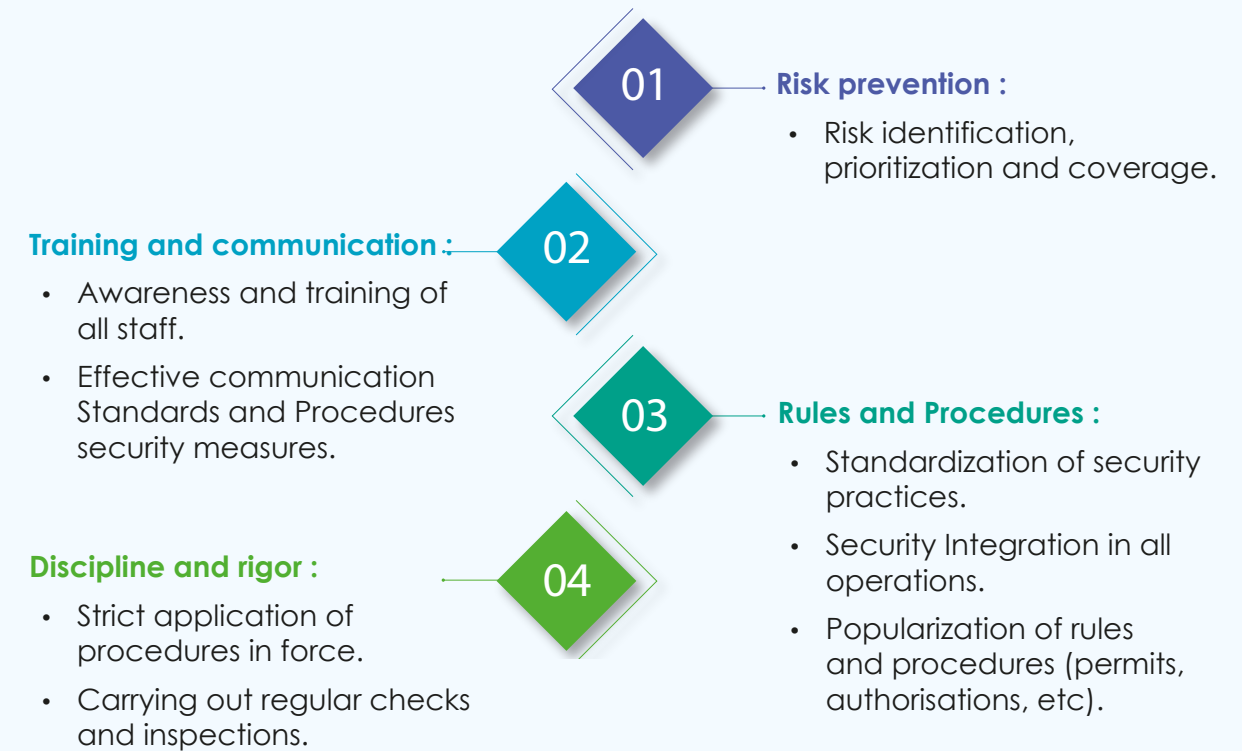 01
Risk prevention :
• Risk identification,
prioritization and coverage.
02
Training and communication :
• Awareness and training of
all staff.
• Effective communication
Standards and Procedures
security measures.
03
Rules and Procedures :
• Standardization of security
practices.
• Security Integration in all
operations.
• Popularization of rules
and procedures (permits,
authorisations, etc).
04
Discipline and rigor :
• Strict application of
procedures in force.
• Carrying out regular checks
and inspections.